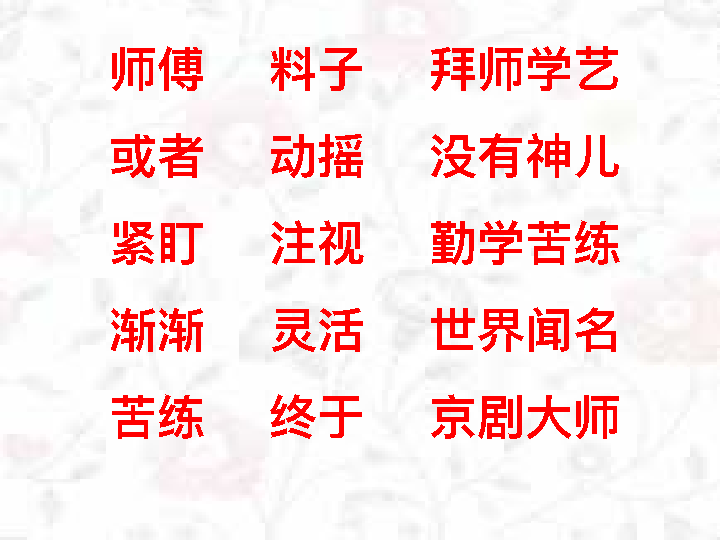 师傅 料子 拜师学艺
或者 动摇 没有神儿
紧盯 注视 勤学苦练
渐渐 灵活 世界闻名
苦练 终于 京剧大师